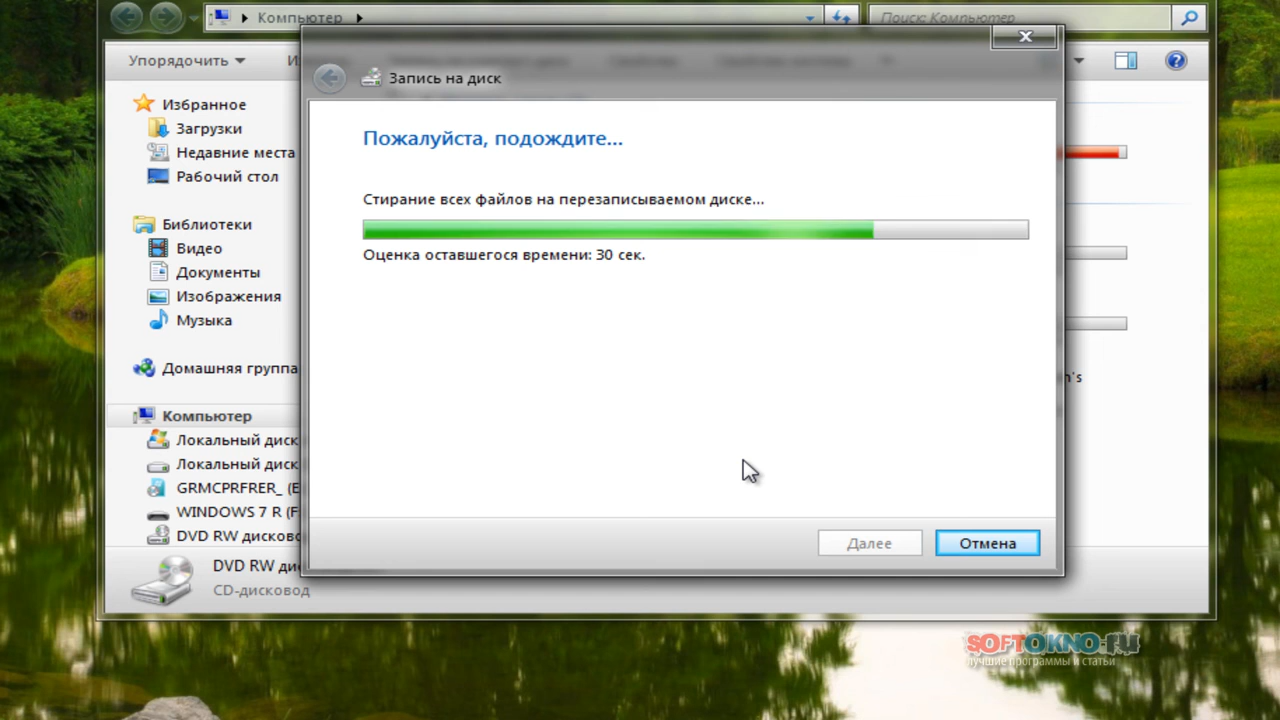 Компьютер
Поиск: Компьютер
Упорядочить
Запись на диск
Пожалуйста, подождите...
Стирание всех файлов на перезаписываемом диске...
Оценка оставшегося времени: 30 сек.
Далее
Отмена
Избранное
Загрузки
Недавние места
Рабочий стол
Библиотеки
Видео
Документы
Изображения
Музыка
Домашняя группа
Компьютер
Локальный диск
Локальный диск
GRMCPRFRER_ (E
WINDOWS 7 R (F
DVD RW дисково
DVD RW ди
CD-дисковод
SOFTOKNO.RU
лучшие программы и статьи